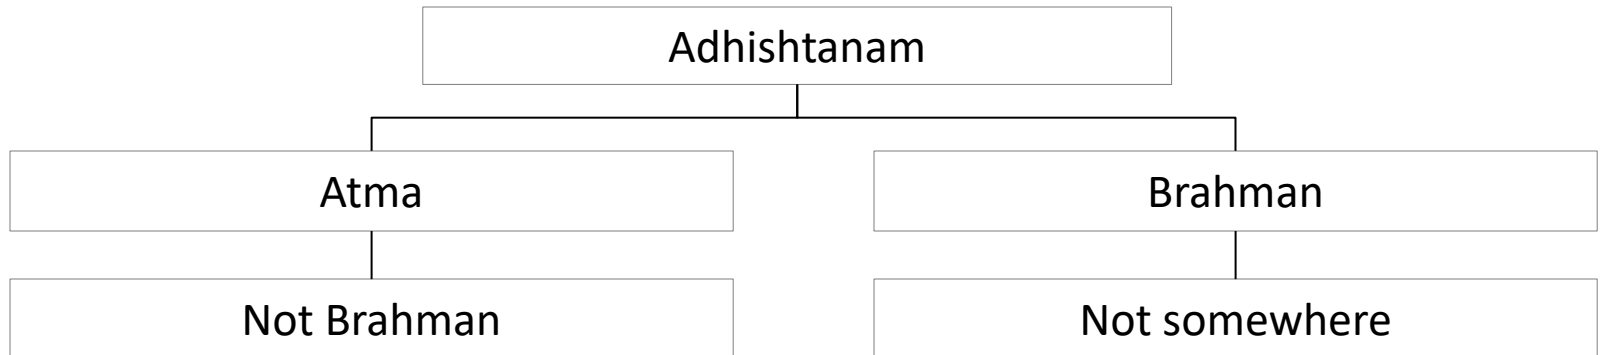 Adhishtanam
Atma
Brahman
Not Brahman
Not somewhere